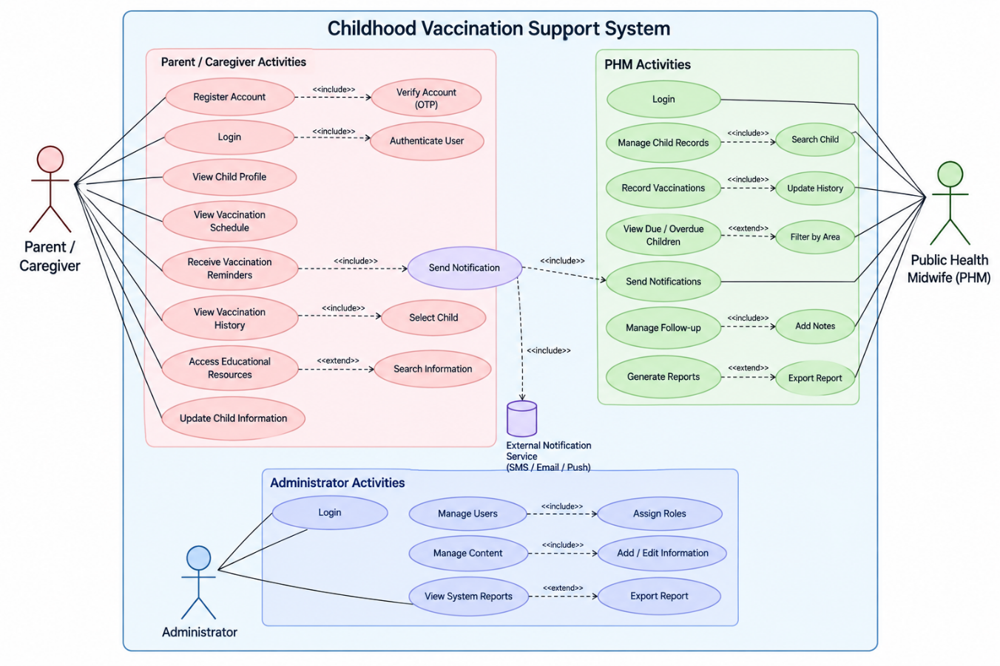 Childhood Vaccination Support System
Parent / Caregiver Activities
Register Account
<<include>>
Verify Account
(OTP)
Login
<<include>>
Authenticate User
View Child Profile
View Vaccination
Schedule
Receive Vaccination
Reminders
<<include>>
Send Notification
<<include>>
View Vaccination
History
<<include>>
Select Child
<<include>>
Access Educational
Resources
<<extend>>
Search Information
Update Child Information
Parent /
Caregiver
External Notification
Service
(SMS / Email / Push)
PHM Activities
Login
Manage Child Records
<<include>>
Search Child
Record Vaccinations
<<include>>
Update History
View Due / Overdue
Children
<<extend>>
Filter by Area
Send Notifications
Manage Follow-up
<<include>>
Add Notes
Generate Reports
<<extend>>
Export Report
Public Health
Midwife (PHM)
Administrator Activities
Login
Manage Users
<<include>>
Assign Roles
Manage Content
<<include>>
Add / Edit Information
View System Reports
<<extend>>
Export Report
Administrator